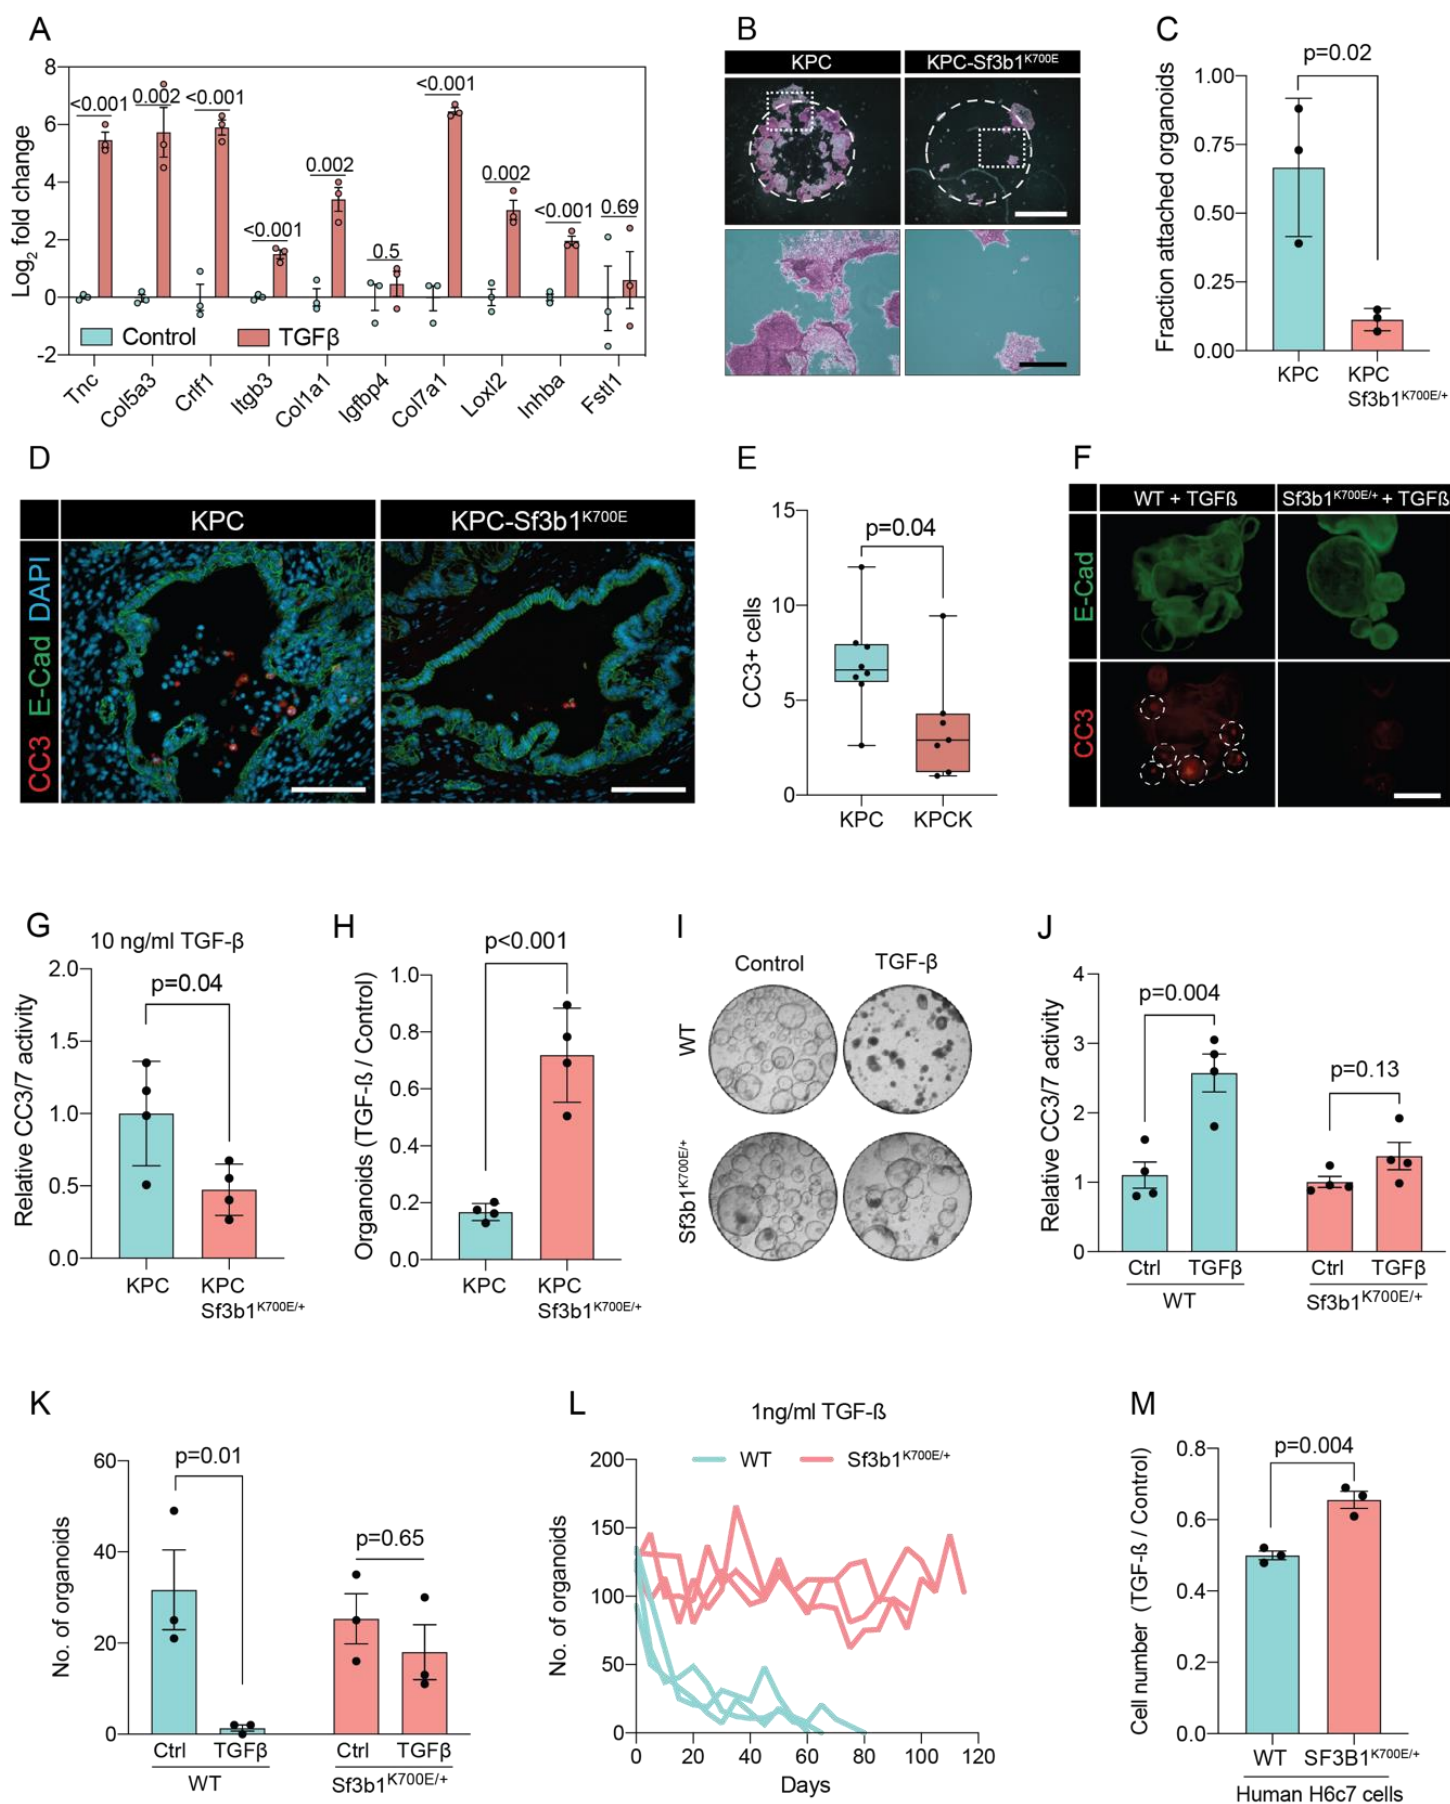 A
Log2 fold change
8
6
4
2
0
-2
<0.001
0.002
<0.001
<0.001
0.002
0.5
<0.001
0.002
<0.001
0.69
Control
TGFβ
Tnc
Col5a3
Crlf1
Itgb3
Col1a1
Igfbp4
Col7a1
Loxl2
Inhba
Fstl1
B
KPC
KPC-Sf3b1K700E
C
p=0.02
Fraction attached organoids
1.00
0.75
0.50
0.25
0.00
KPC
KPC
Sf3b1K700E/+
D
KPC
KPC-Sf3b1K700E
CC3 E-Cad DAPI
E
p=0.04
CC3+ cells
15
10
5
0
KPC
KPCK
F
WT + TGFß
Sf3b1K700E/+ + TGFß
E-Cad
CC3
G
10 ng/ml TGF-β
p=0.04
Relative CC3/7 activity
2.0
1.5
1.0
0.5
0.0
KPC
KPC
Sf3b1K700E/+
H
p<0.001
Organoids (TGF-ß / Control)
1.0
0.8
0.6
0.4
0.2
0.0
KPC
KPC
Sf3b1K700E/+
I
Control
TGF-β
WT
Sf3b1K700E/+
J
Relative CC3/7 activity
4
3
2
1
0
p=0.004
p=0.13
Ctrl
TGFβ
Ctrl
TGFβ
WT
Sf3b1K700E/+
K
No. of organoids
60
40
20
0
p=0.01
p=0.65
Ctrl
TGFβ
Ctrl
TGFβ
WT
Sf3b1K700E/+
L
1ng/ml TGF-ß
WT
Sf3b1K700E/+
No. of organoids
200
150
100
50
0
0
20
40
60
80
100
120
Days
M
p=0.004
Cell number (TGF-ß / Control)
0.8
0.6
0.4
0.2
0.0
WT
SF3B1K700E/+
Human H6c7 cells